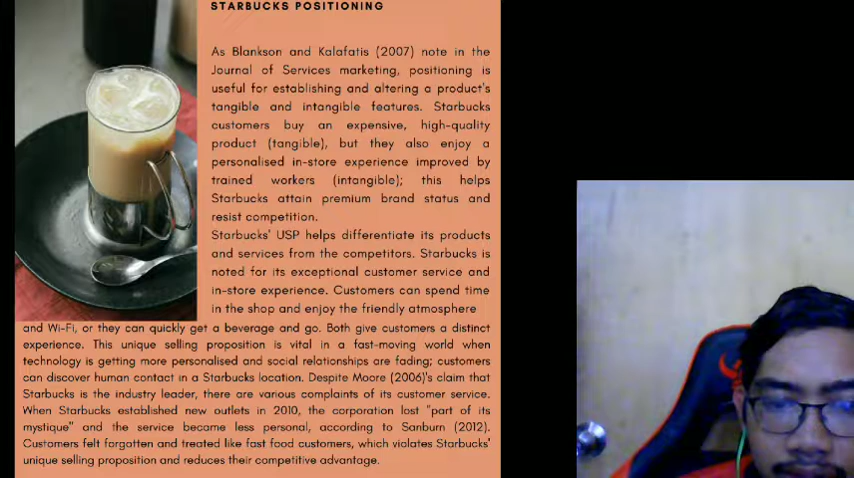 STARBUCKS POSITIONING
As Blankson and Kalafatis (2007) note in the
Journal of Services marketing, positioning is
useful for establishing and altering a product's
tangible and intangible features. Starbucks
customers buy an expensive, high-quality
product (tangible), but they also enjoy a
personalised in-store experience improved by
trained workers (intangible); this helps
Starbucks attain premium brand status and
resist competition.
Starbucks' USP helps differentiate its products
and services from the competitors. Starbucks is
noted for its exceptional customer service and
in-store experience. Customers can spend time
in the shop and enjoy the friendly atmosphere
and Wi-Fi, or they can quickly get a beverage and go. Both give customers a distinct
experience. This unique selling proposition is vital in a fast-moving world when
technology is getting more personalised and social relationships are fading; customers
can discover human contact in a Starbucks location. Despite Moore (2006)'s claim that
Starbucks is the industry leader, there are various complaints of its customer service.
When Starbucks established new outlets in 2010, the corporation lost "part of its
mystique" and the service became less personal, according to Sanburn (2012).
Customers felt forgotten and treated like fast food customers, which violates Starbucks'
unique selling proposition and reduces their competitive advantage.